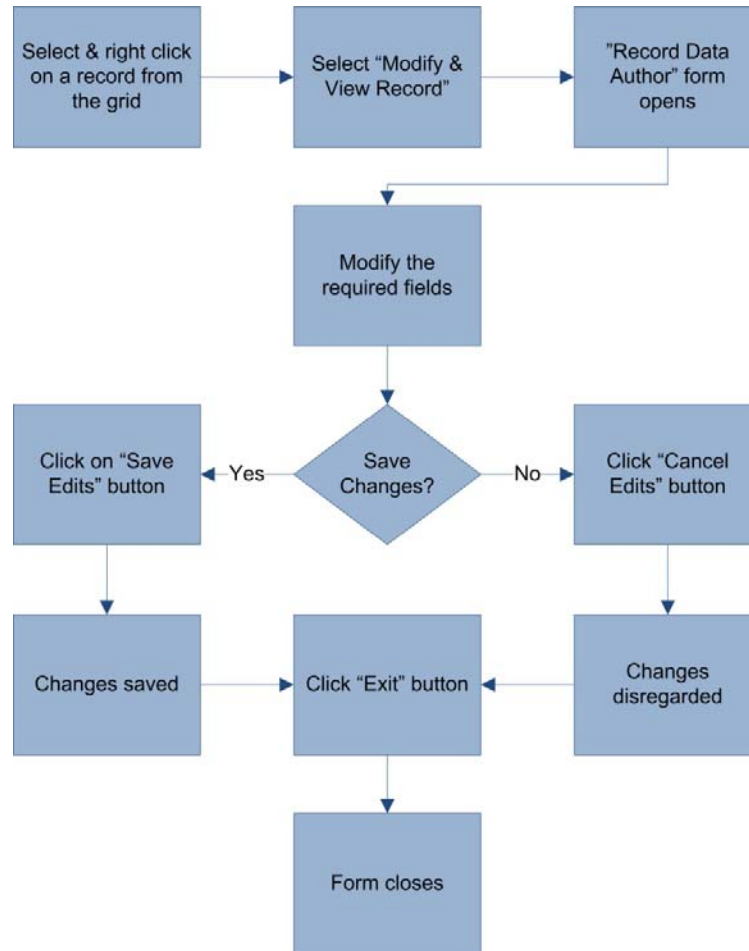 Select & right click
on a record from
the grid
Select “Modify &
View Record”
”Record Data
Author” form
opens
Modify the
required fields
Save
Changes?
Yes
No
Click on “Save
Edits” button
Click “Cancel
Edits” button
Changes saved
Click “Exit” button
Changes
disregarded
Form closes